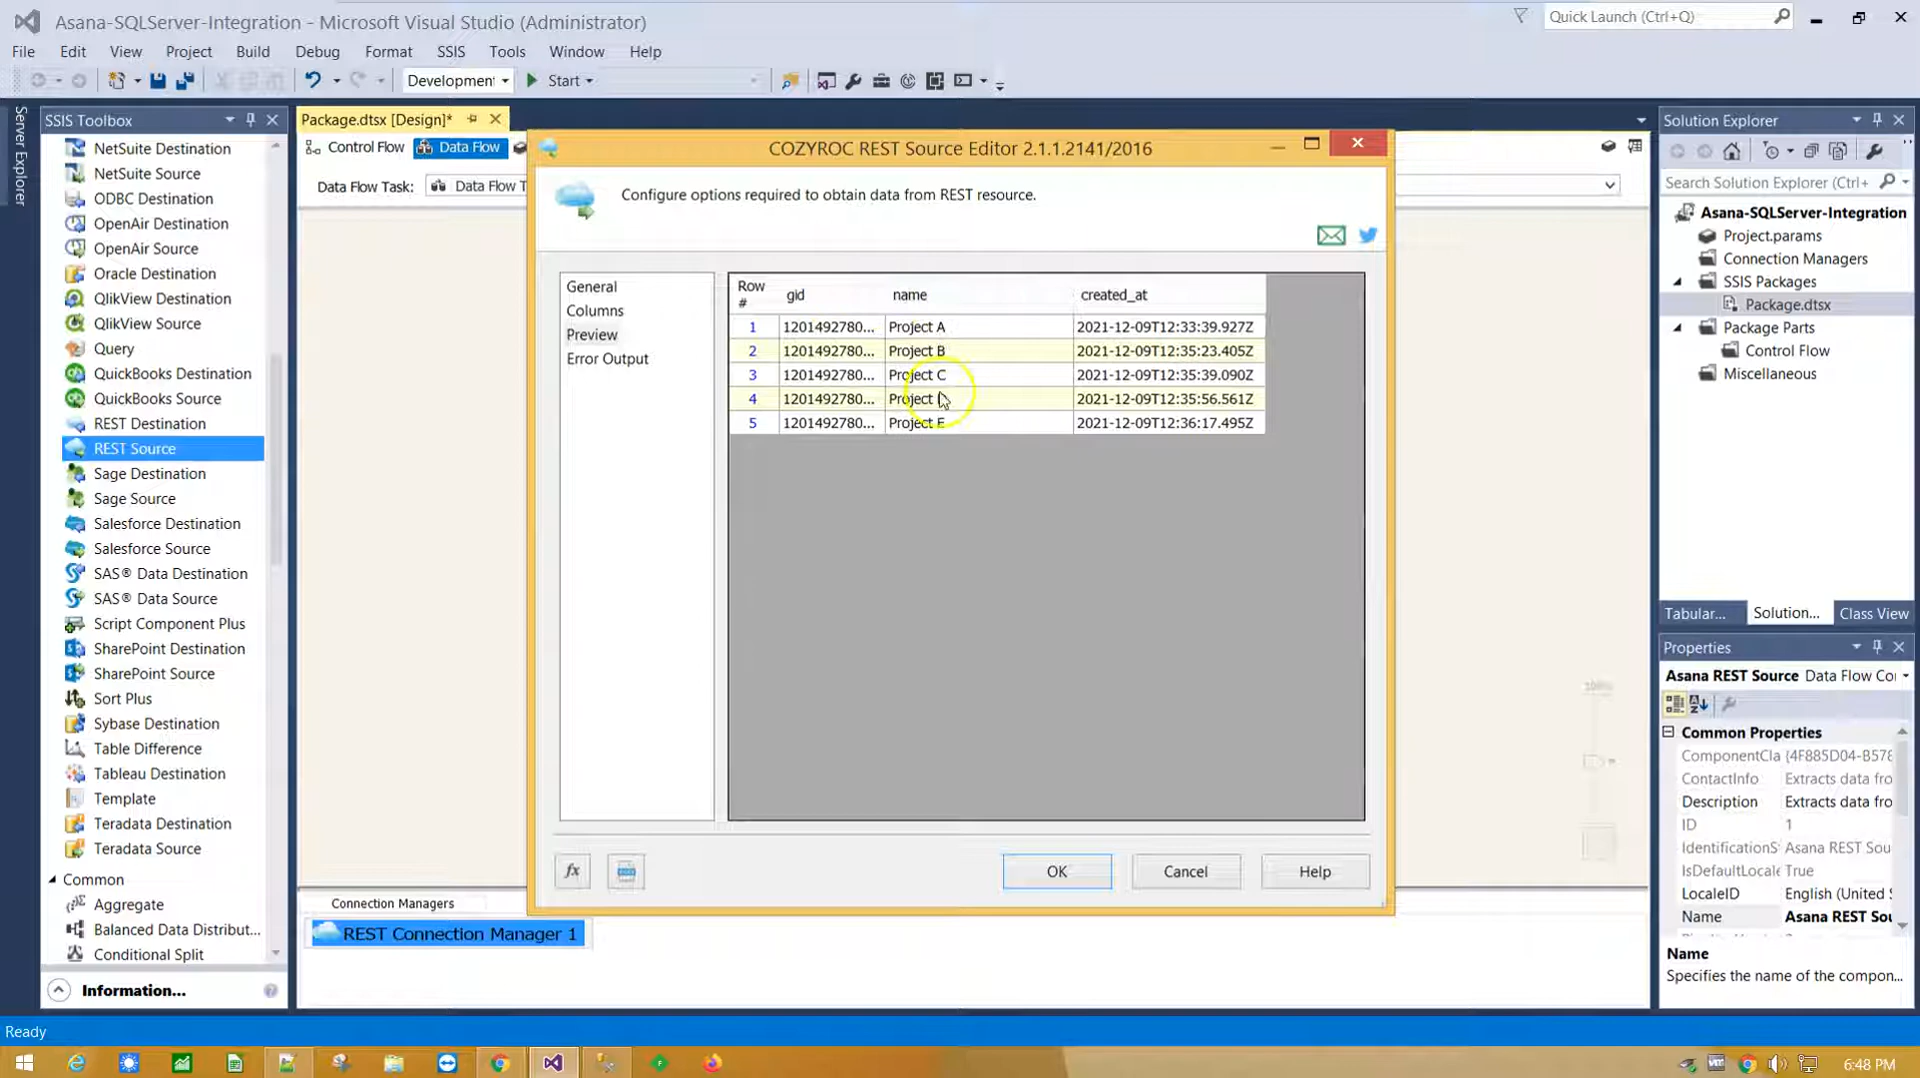 Asana-SQLServer-Integration - Microsoft Visual Studio (Administrator)
Quick Launch (Ctrl+Q)
File Edit View Project Build Debug Format SSIS Tools Window Help
Development Start
Server Explorer
SSIS Toolbox
NetSuite Destination
NetSuite Source
ODBC Destination
OpenAir Destination
OpenAir Source
Oracle Destination
QlikView Destination
QlikView Source
Query
QuickBooks Destination
QuickBooks Source
REST Destination
REST Source
Sage Destination
Sage Source
Salesforce Destination
Salesforce Source
SAS® Data Destination
SAS® Data Source
Script Component Plus
SharePoint Destination
SharePoint Source
Sort Plus
Sybase Destination
Table Difference
Tableau Destination
Template
Teradata Destination
Teradata Source
Common
Aggregate
Balanced Data Distribut...
Conditional Split
Information...
Package.dtsx [Design]*
Control Flow Data Flow
Data Flow Task: Data Flow T
COZYROC REST Source Editor 2.1.1.2141/2016
Configure options required to obtain data from REST resource.
General
Columns
Preview
Error Output
Row # gid name created_at
1 1201492780... Project A 2021-12-09T12:33:39.927Z
2 1201492780... Project B 2021-12-09T12:35:23.405Z
3 1201492780... Project C 2021-12-09T12:35:39.090Z
4 1201492780... Project 2021-12-09T12:35:56.561Z
5 1201492780... Project E 2021-12-09T12:36:17.495Z
fx OK Cancel Help
100%
Connection Managers
REST Connection Manager 1
Solution Explorer
Search Solution Explorer (Ctrl+
Asana-SQLServer-Integration
Project.params
Connection Managers
SSIS Packages
Package.dtsx
Package Parts
Control Flow
Miscellaneous
Tabular... Solution... Class View
Properties
Asana REST Source Data Flow Co
Common Properties
ComponentCla {4F885D04-B578
ContactInfo Extracts data fro
Description Extracts data fro
ID 1
IdentificationS Asana REST Sou
IsDefaultLocale True
LocaleID English (United S
Name Asana REST Sou
Name
Specifies the name of the compon...
Ready
6:48 PM